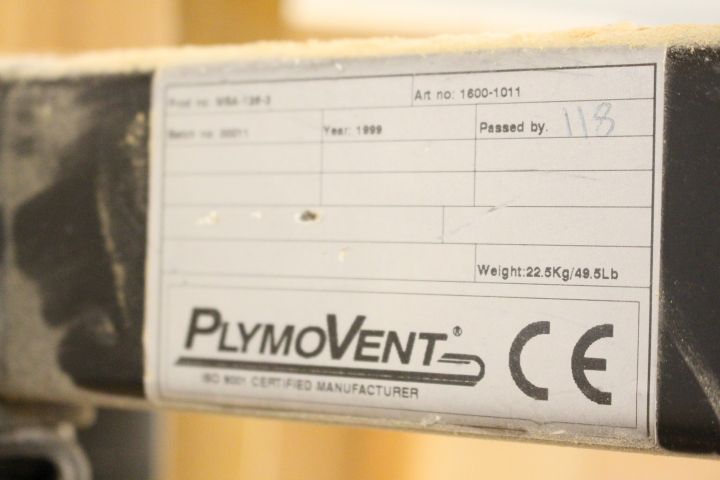 Prod no. MSA-126-3 Art no: 1600-1011
Batch no. 00011 Year: 1999 Passed by. 118
Weight:22.5Kg/49.5Lb
PLYMOVENT® CE
ISO 9001 CERTIFIED MANUFACTURER